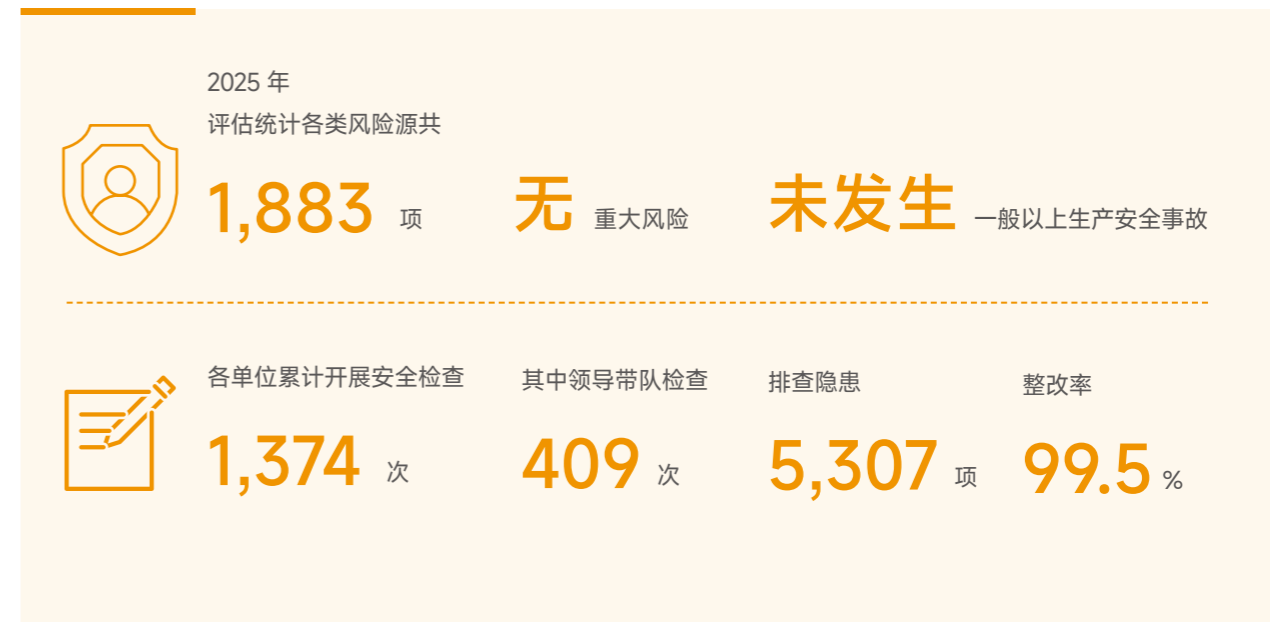 2025 年
评估统计各类风险源共
1,883 项
无 重大风险
未发生 一般以上生产安全事故
各单位累计开展安全检查
1,374 次
其中领导带队检查
409 次
排查隐患
5,307 项
整改率
99.5 %